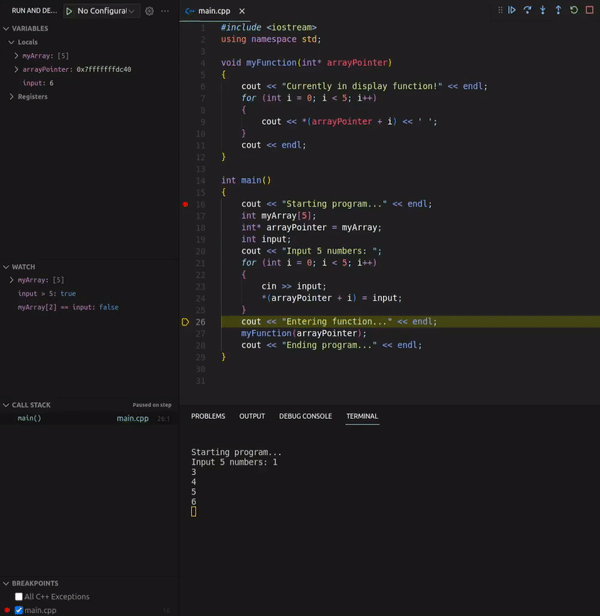 RUN AND DE...
No Configurat
VARIABLES
Locals
myArray: [5]
arrayPointer: 0x7fffffffdc40
input: 6
Registers
WATCH
myArray: [5]
input > 5: true
myArray[2] == input: false
CALL STACK
Paused on step
main()
main.cpp
26:1
BREAKPOINTS
All C++ Exceptions
main.cpp
16
main.cpp
1 #include <iostream>
2 using namespace std;
3
4 void myFunction(int* arrayPointer)
5 {
6 cout << "Currently in display function!" << endl;
7 for (int i = 0; i < 5; i++)
8 {
9 cout << *(arrayPointer + i) << ' ';
10 }
11 cout << endl;
12 }
13
14 int main()
15 {
16 cout << "Starting program..." << endl;
17 int myArray[5];
18 int* arrayPointer = myArray;
19 int input;
20 cout << "Input 5 numbers: ";
21 for (int i = 0; i < 5; i++)
22 {
23 cin >> input;
24 *(arrayPointer + i) = input;
25 }
26 cout << "Entering function..." << endl;
27 myFunction(arrayPointer);
28 cout << "Ending program..." << endl;
29 }
30
31
PROBLEMS OUTPUT DEBUG CONSOLE TERMINAL
Starting program...
Input 5 numbers: 1
3
4
5
6